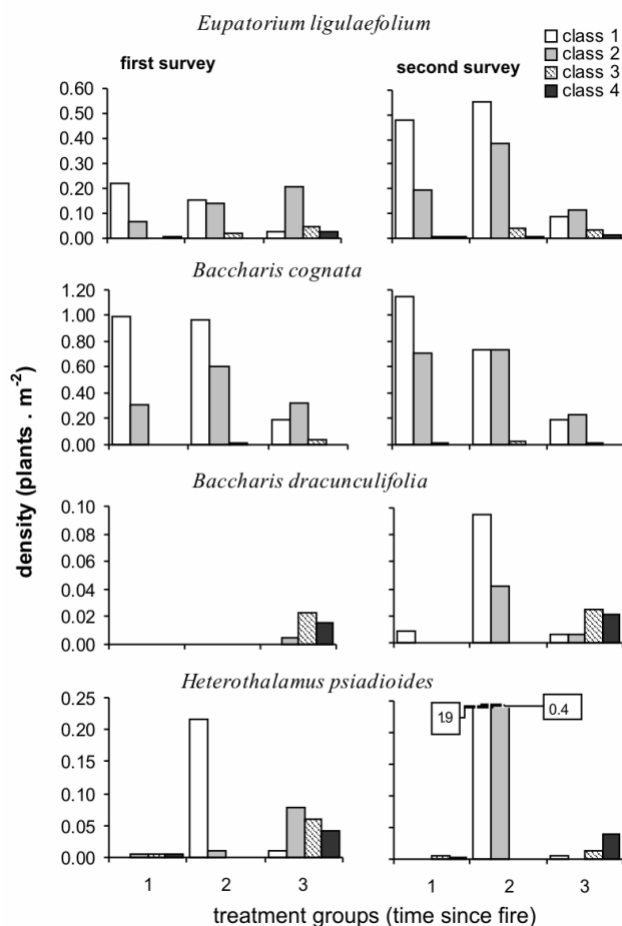 Eupatorium ligulaefolium
class 1
class 2
class 3
class 4
first survey
second survey
0.60
0.50
0.40
0.30
0.20
0.10
0.00
Baccharis cognata
1.20
1.00
0.80
0.60
0.40
0.20
0.00
Baccharis dracunculifolia
0.10
0.08
0.06
0.04
0.02
0.00
Heterothalamus psiadioides
0.25
0.20
0.15
0.10
0.05
0.00
19
0.4
1 2 3
1 2 3
density (plants . m⁻²)
treatment groups (time since fire)